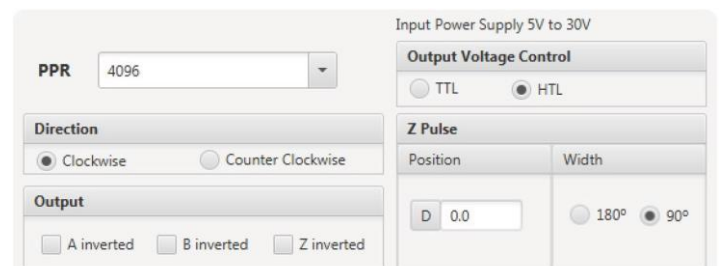 Input Power Supply 5V to 30V
PPR 4096
Output Voltage Control
TTL HTL
Direction
Clockwise Counter Clockwise
Z Pulse
Position Width
Output
A inverted B inverted Z inverted
D 0.0 180º 90º